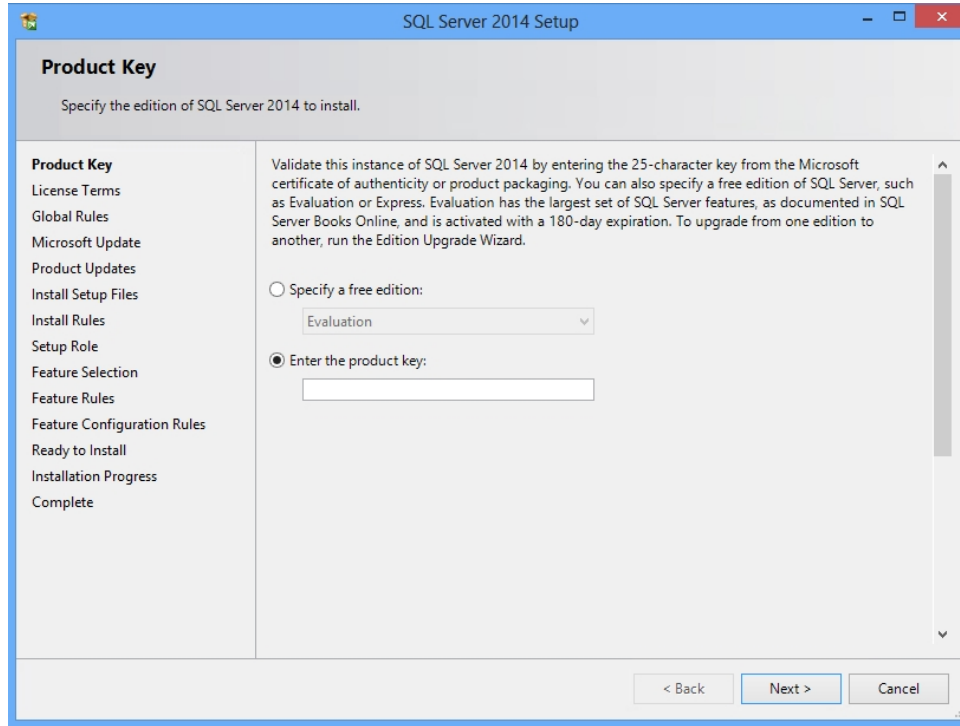 SQL Server 2014 Setup
Product Key
Specify the edition of SQL Server 2014 to install.
Product Key
License Terms
Global Rules
Microsoft Update
Product Updates
Install Setup Files
Install Rules
Setup Role
Feature Selection
Feature Rules
Feature Configuration Rules
Ready to Install
Installation Progress
Complete
Validate this instance of SQL Server 2014 by entering the 25-character key from the Microsoft
certificate of authenticity or product packaging. You can also specify a free edition of SQL Server, such
as Evaluation or Express. Evaluation has the largest set of SQL Server features, as documented in SQL
Server Books Online, and is activated with a 180-day expiration. To upgrade from one edition to
another, run the Edition Upgrade Wizard.
Specify a free edition:
Evaluation
Enter the product key:
< Back
Next >
Cancel